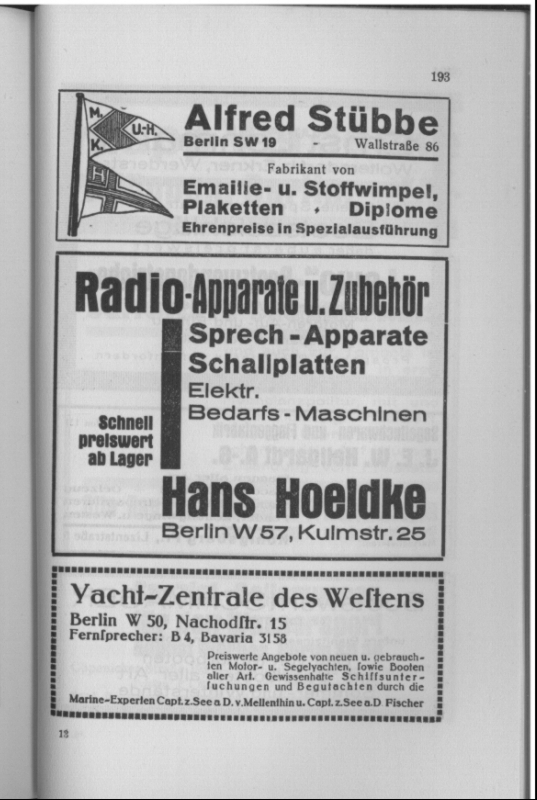 193
M.
K.
U.-H.
H
Alfred Stübbe
Berlin SW 19 - Wallstraße 86
Fabrikant von
Emaille- u. Stoffwimpel,
Plaketten • Diplome
Ehrenpreise in Spezialausführung
Radio-Apparate u. Zubehör
Sprech-Apparate
Schallplatten
Elektr.
Bedarfs-Maschinen
Schnell
preiswert
ab Lager
Hans Hoeldke
Berlin W 57, Kulmstr. 25
Yacht-Zentrale des Westens
Berlin W 50, Nachodstr. 15
Fernsprecher: B 4, Bavaria 3158
Preiswerte Angebote von neuen u. gebrauch-
ten Motor- u. Segelyachten, sowie Booten
aller Art. Gewissenhafte Schiffsunter-
suchungen und Begutachten durch die
Marine-Experten Capt. z. See a D. v. Mellenthin u. Capt. z. See a. D. Fischer
13